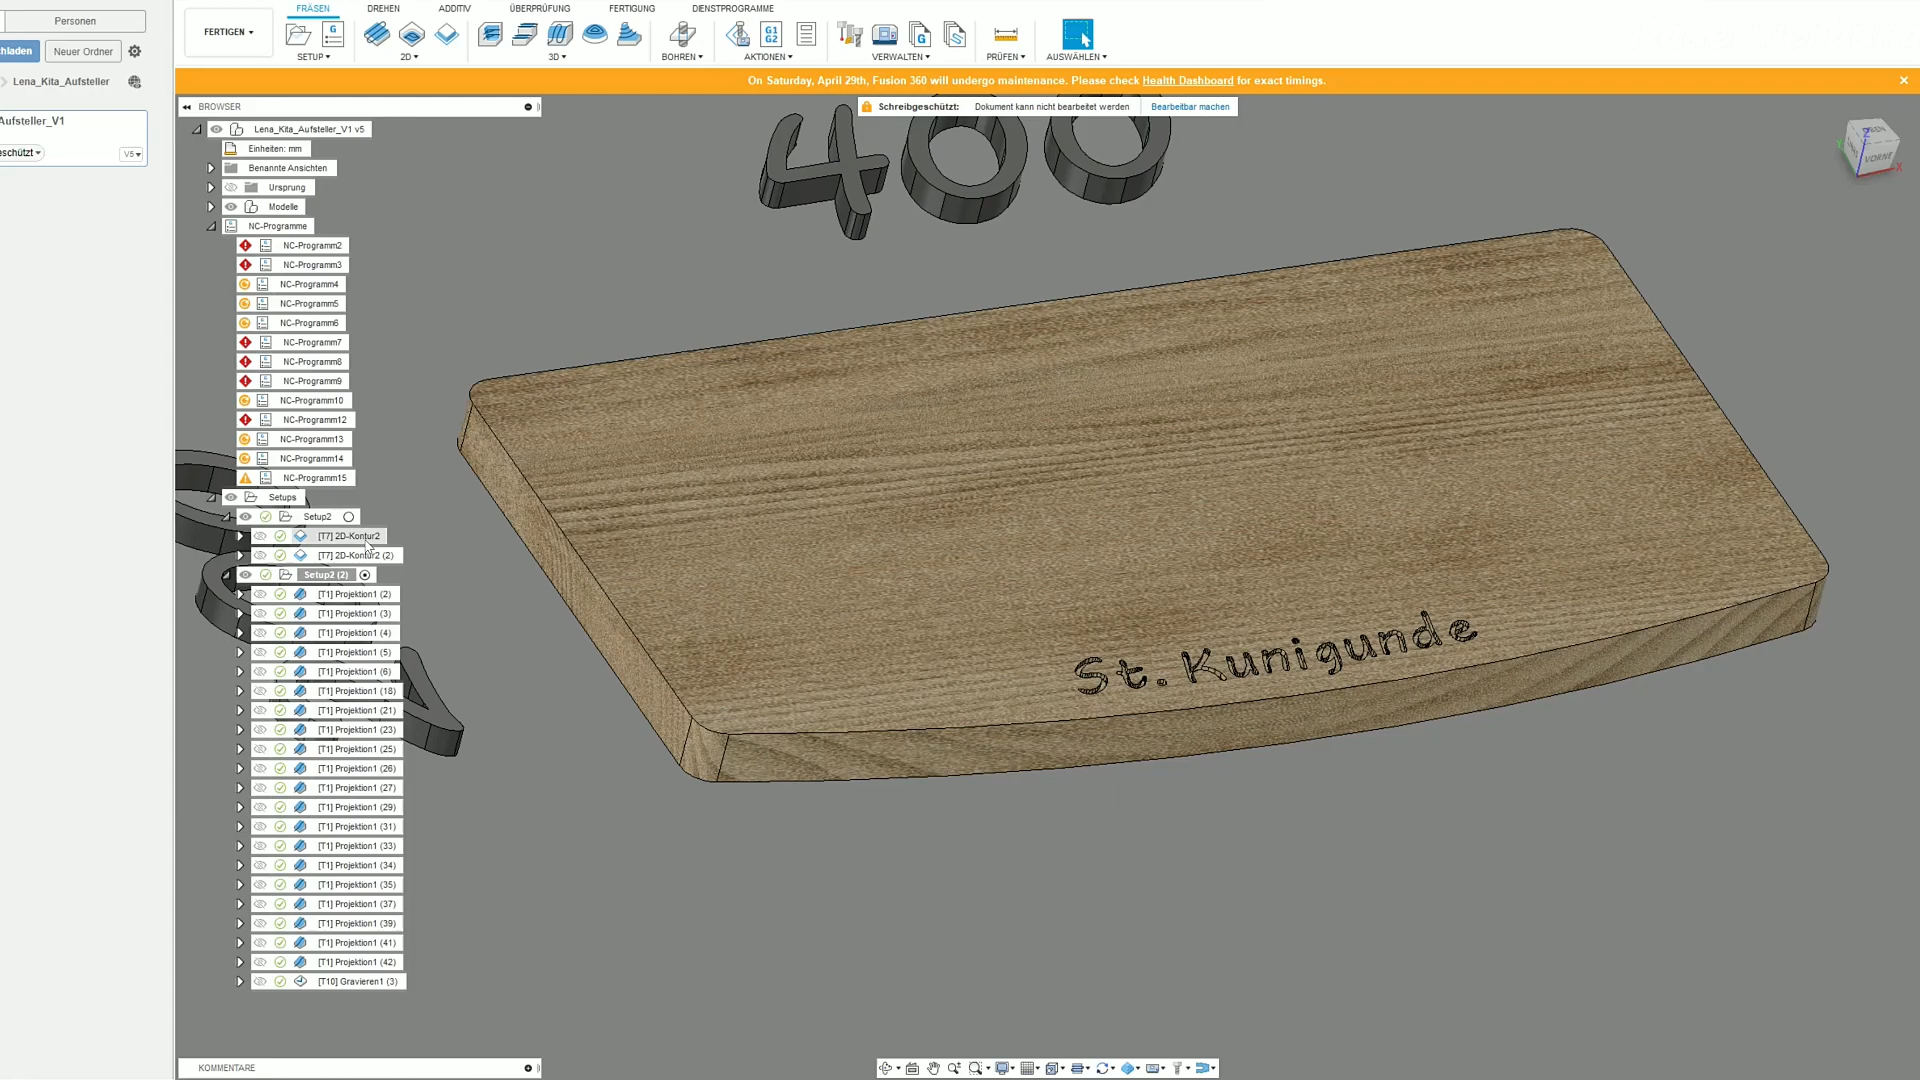 Personen
FRÄSEN DREHEN ADDITIV ÜBERPRÜFUNG FERTIGUNG DIENSTPROGRAMME
FERTIGEN
chladen Neuer Ordner
SETUP 2D 3D BOHREN AKTIONEN VERWALTEN PRÜFEN AUSWÄHLEN
G1
G2
Lena_Kita_Aufsteller
On Saturday, April 29th, Fusion 360 will undergo maintenance. Please check Health Dashboard for exact timings.
BROWSER
Schreibgeschützt: Dokument kann nicht bearbeitet werden Bearbeitbar machen
Aufsteller_V1
eschützt
V5
Lena_Kita_Aufsteller_V1 v5
Einheiten: mm
Benannte Ansichten
Ursprung
Modelle
NC-Programme
NC-Programm2
NC-Programm3
NC-Programm4
NC-Programm5
NC-Programm6
NC-Programm7
NC-Programm8
NC-Programm9
NC-Programm10
NC-Programm12
NC-Programm13
NC-Programm14
NC-Programm15
Setups
Setup2
[T7] 2D-Kontur2
[T7] 2D-Kontur2 (2)
Setup2 (2)
[T1] Projektion1 (2)
[T1] Projektion1 (3)
[T1] Projektion1 (4)
[T1] Projektion1 (5)
[T1] Projektion1 (6)
[T1] Projektion1 (18)
[T1] Projektion1 (21)
[T1] Projektion1 (23)
[T1] Projektion1 (25)
[T1] Projektion1 (26)
[T1] Projektion1 (27)
[T1] Projektion1 (29)
[T1] Projektion1 (31)
[T1] Projektion1 (33)
[T1] Projektion1 (34)
[T1] Projektion1 (35)
[T1] Projektion1 (37)
[T1] Projektion1 (39)
[T1] Projektion1 (41)
[T1] Projektion1 (42)
[T10] Gravieren1 (3)
KOMMENTARE
400
St. Kunigunde
VORNE
Z
X
Y